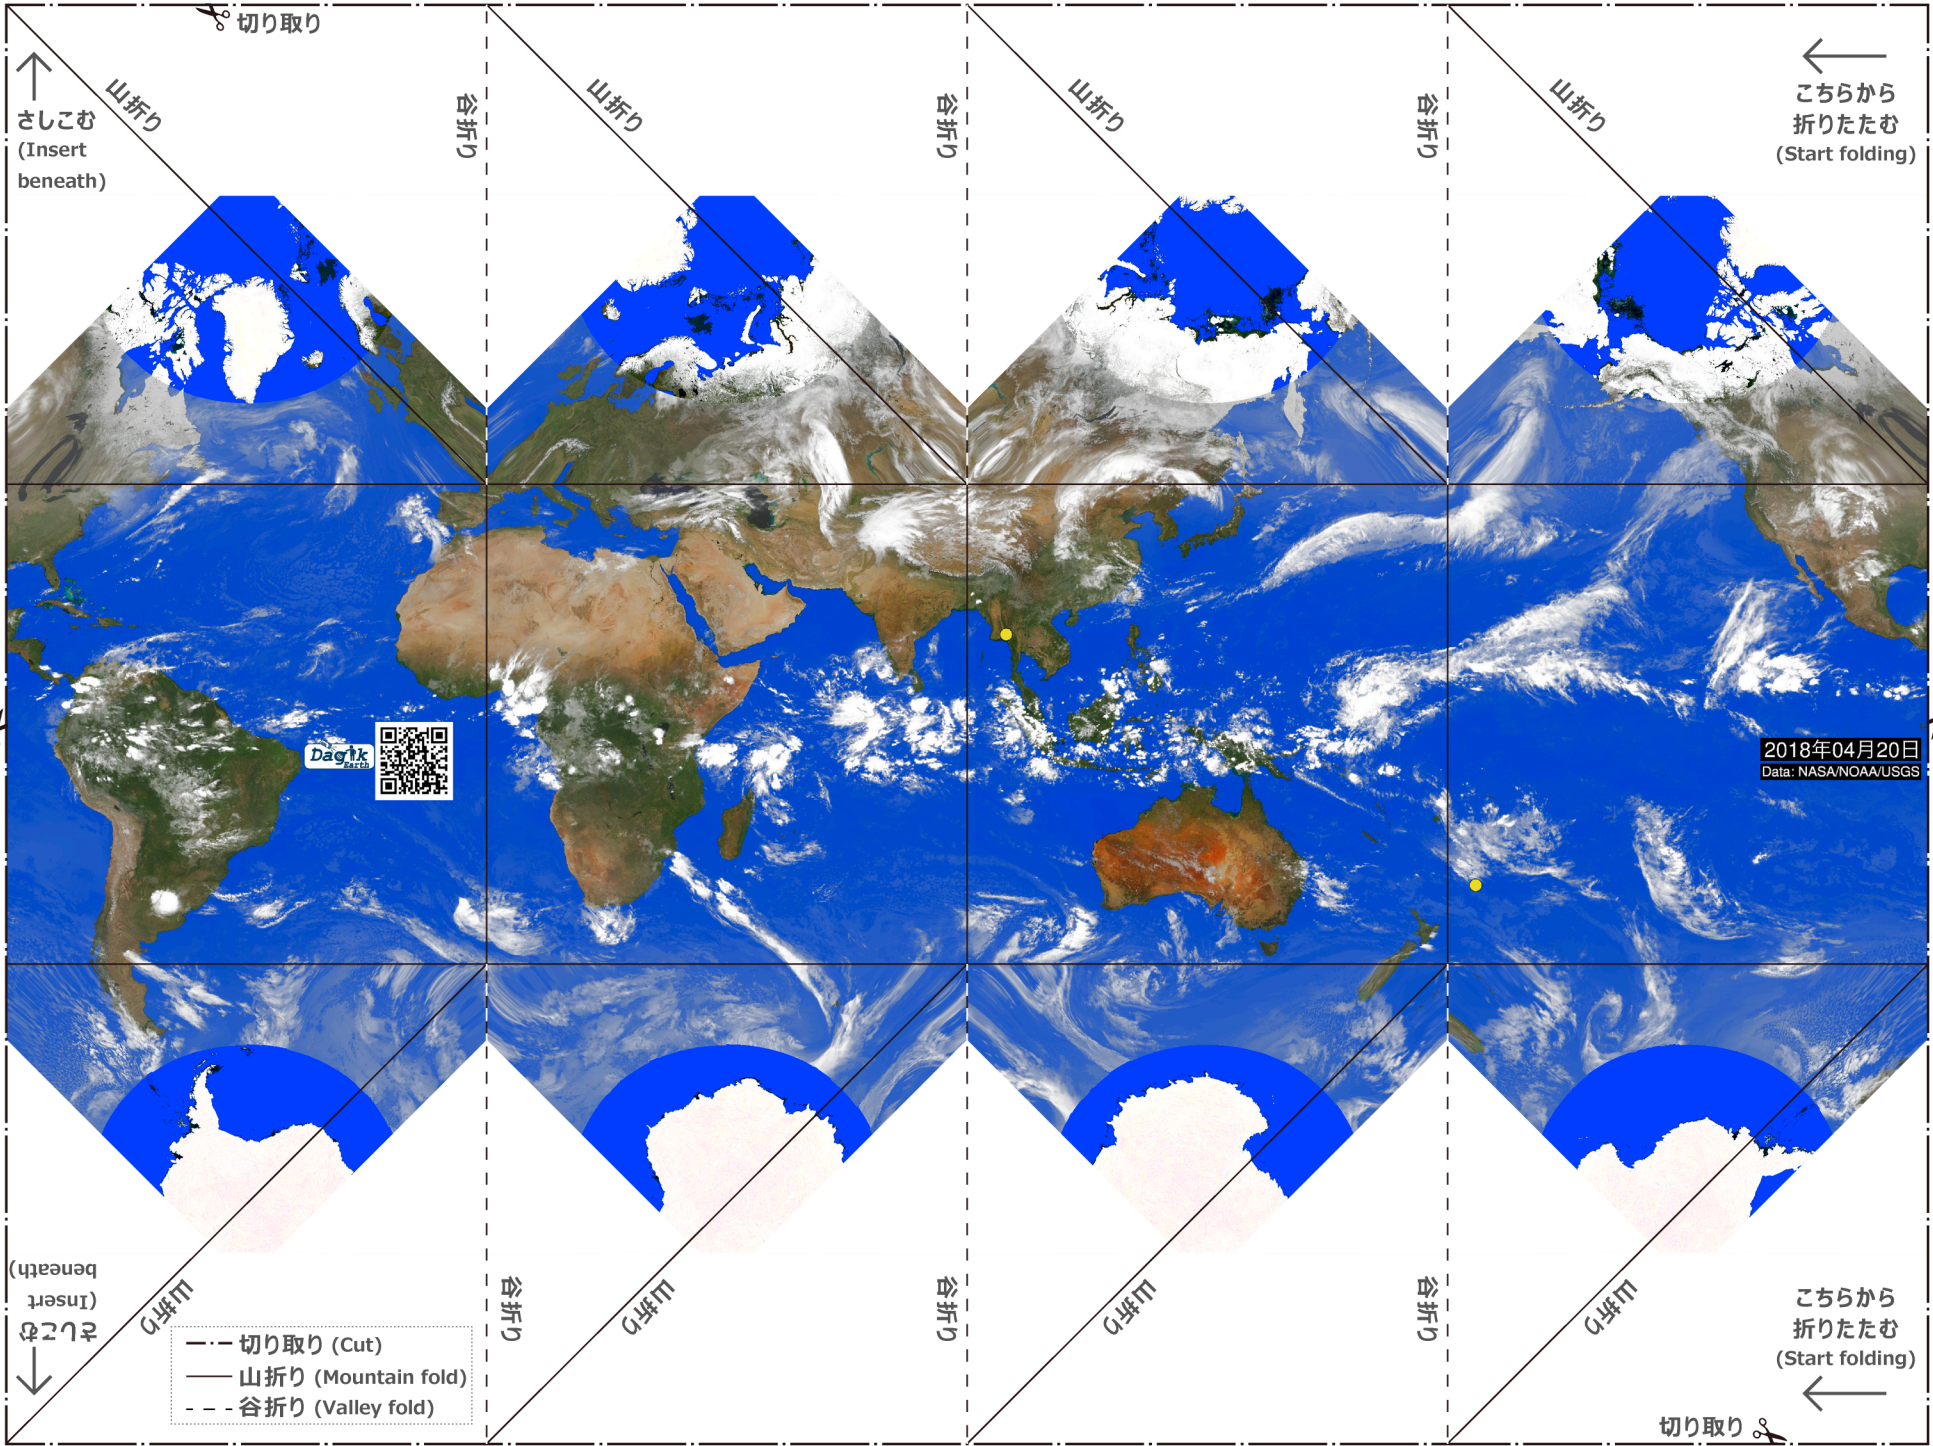 切り取り
さしこむ
(Insert
beneath)
山折り
谷折り
山折り
谷折り
山折り
谷折り
山折り
こちらから
折りたたむ
(Start folding)
Dagik
Earth
2018年04月20日
Data: NASA/NOAA/USGS
さしこむ
(Insert
beneath)
山折り
谷折り
山折り
谷折り
山折り
谷折り
山折り
こちらから
折りたたむ
(Start folding)
切り取り (Cut)
山折り (Mountain fold)
谷折り (Valley fold)
切り取り